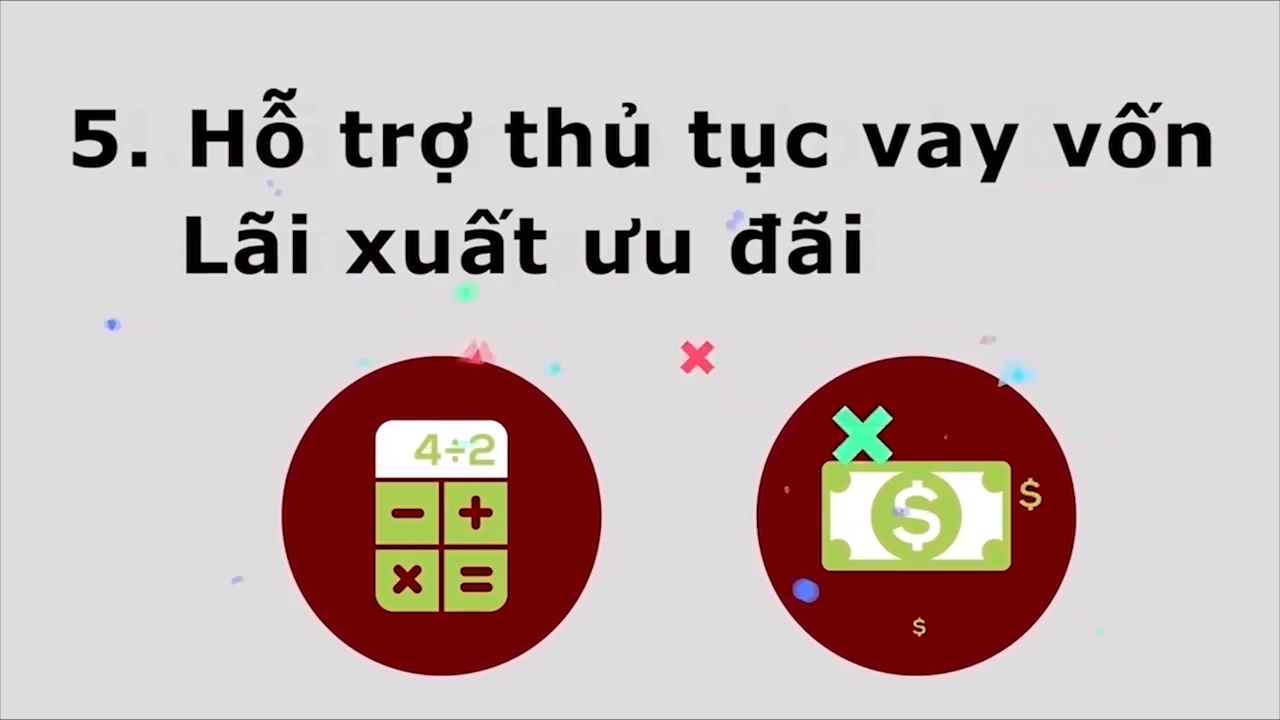 5. Hỗ trợ thủ tục vay vốn
Lãi xuất ưu đãi
4÷2
- +
× =
$ $
$